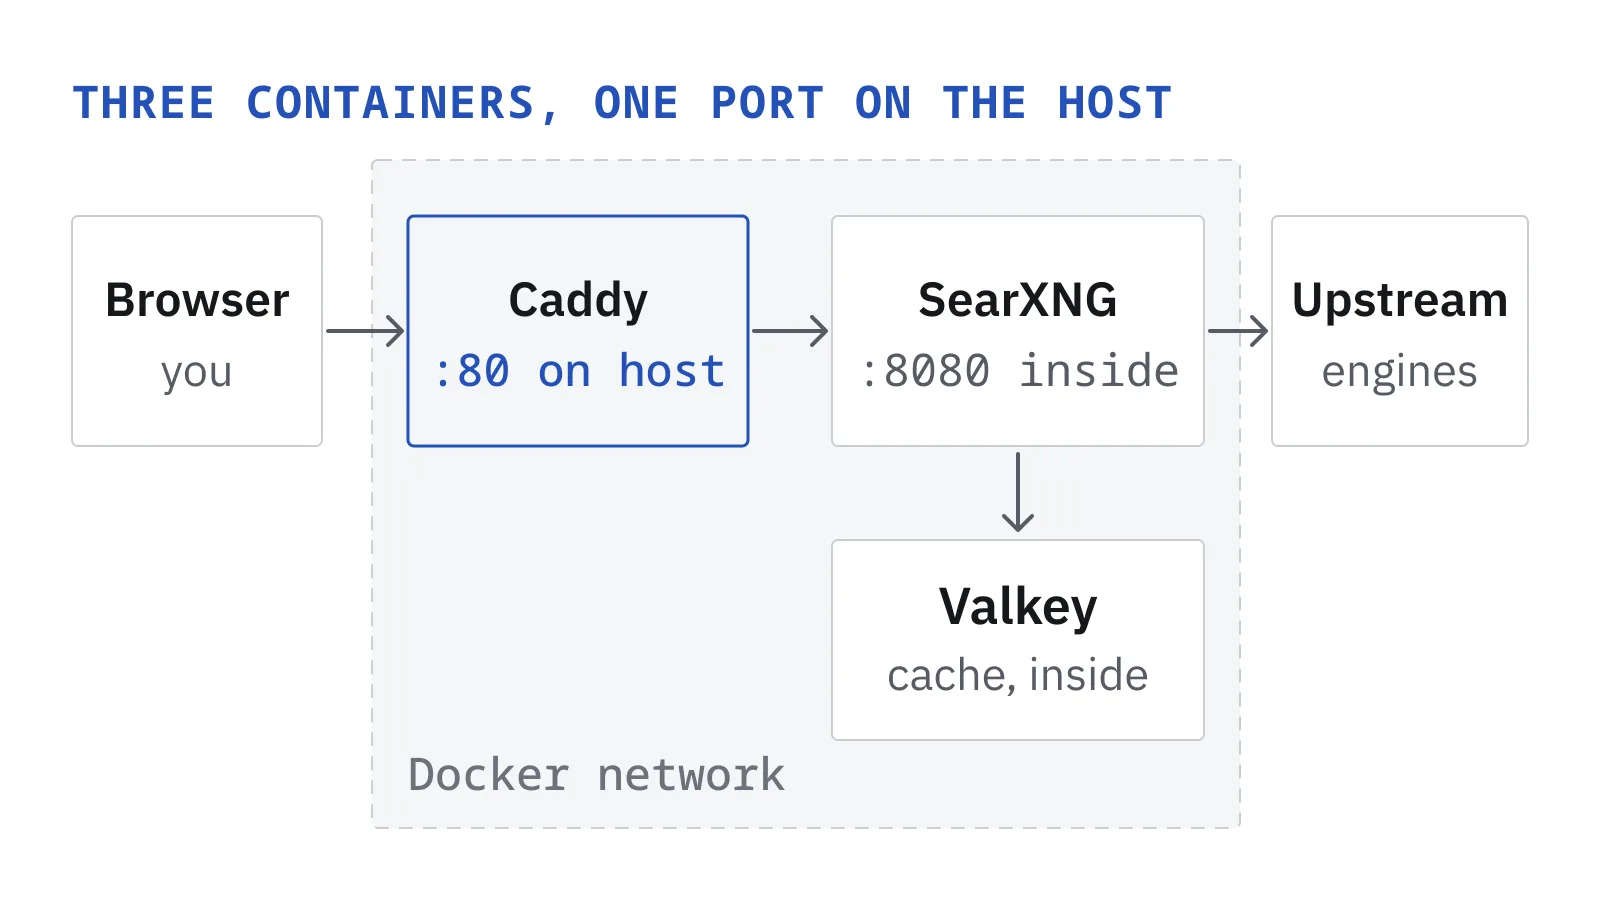 THREE CONTAINERS, ONE PORT ON THE HOST
Browser
you
Caddy
:80 on host
SearXNG
:8080 inside
Upstream
engines
Valkey
cache, inside
Docker network